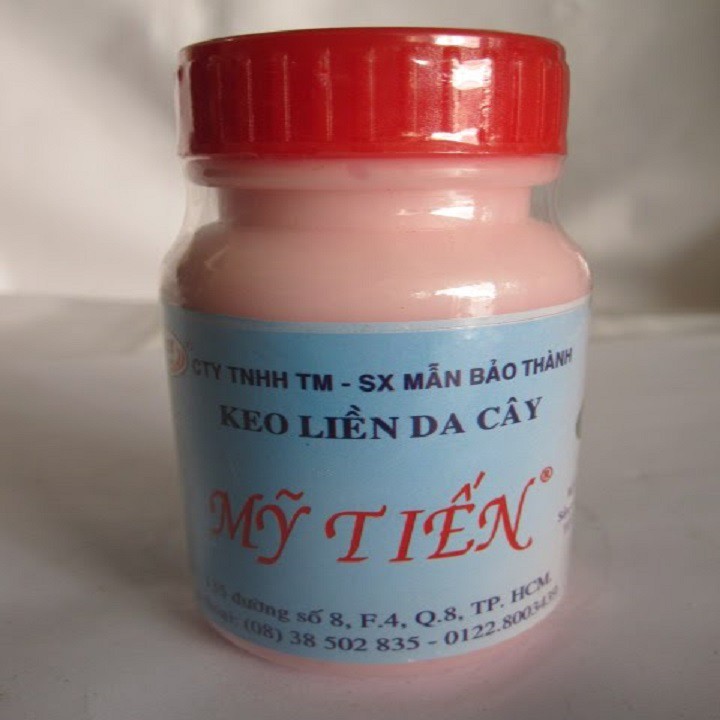 CTY TNHH TM - SX MẪN BẢO THÀNH
KEO LIỀN DA CÂY
MỸ TIẾN®
đường số 8, F.4, Q.8, TP. HCM
(08) 38 502 835 - 0122.8003439